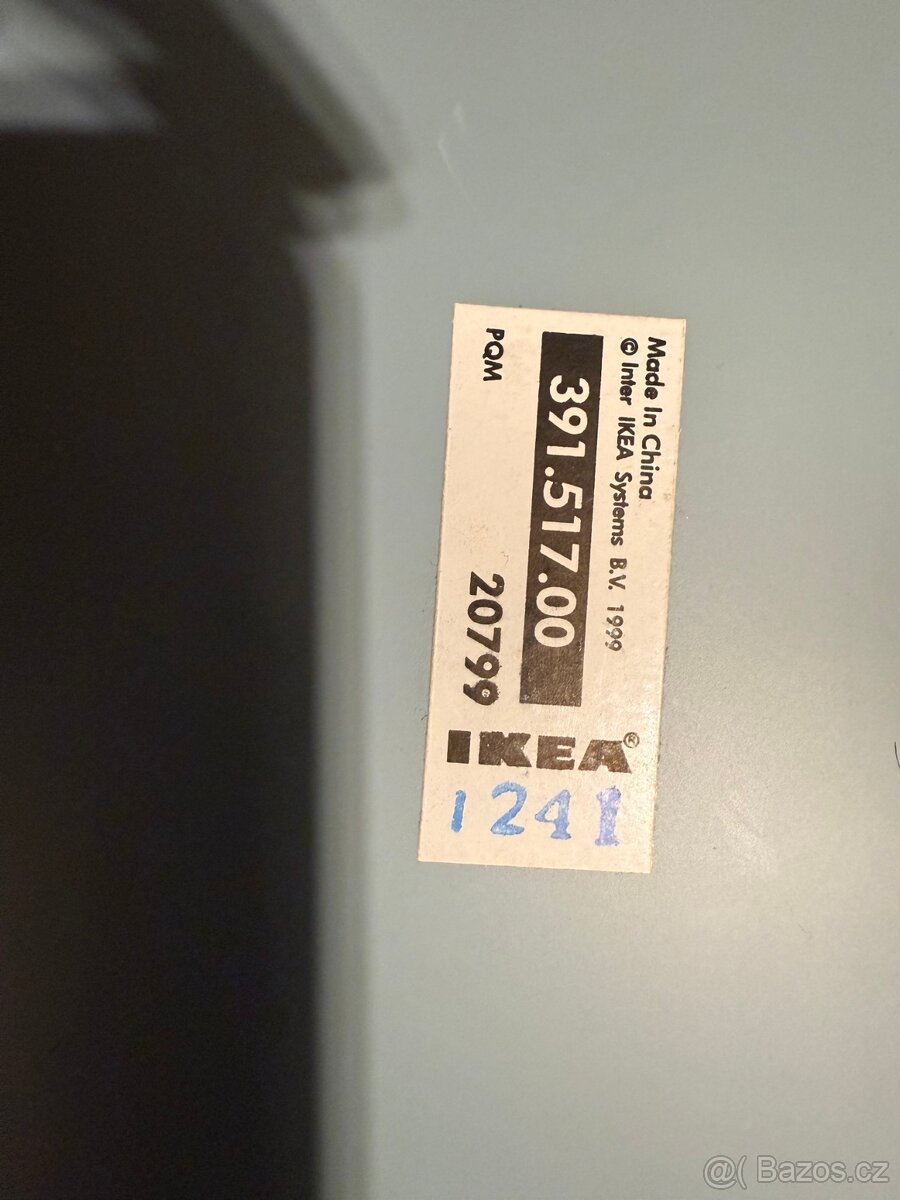 Made In China
© Inter IKEA Systems B.V. 1999
391.517.00
PQM
20799
IKEA®
1241
@( Bazos.cz